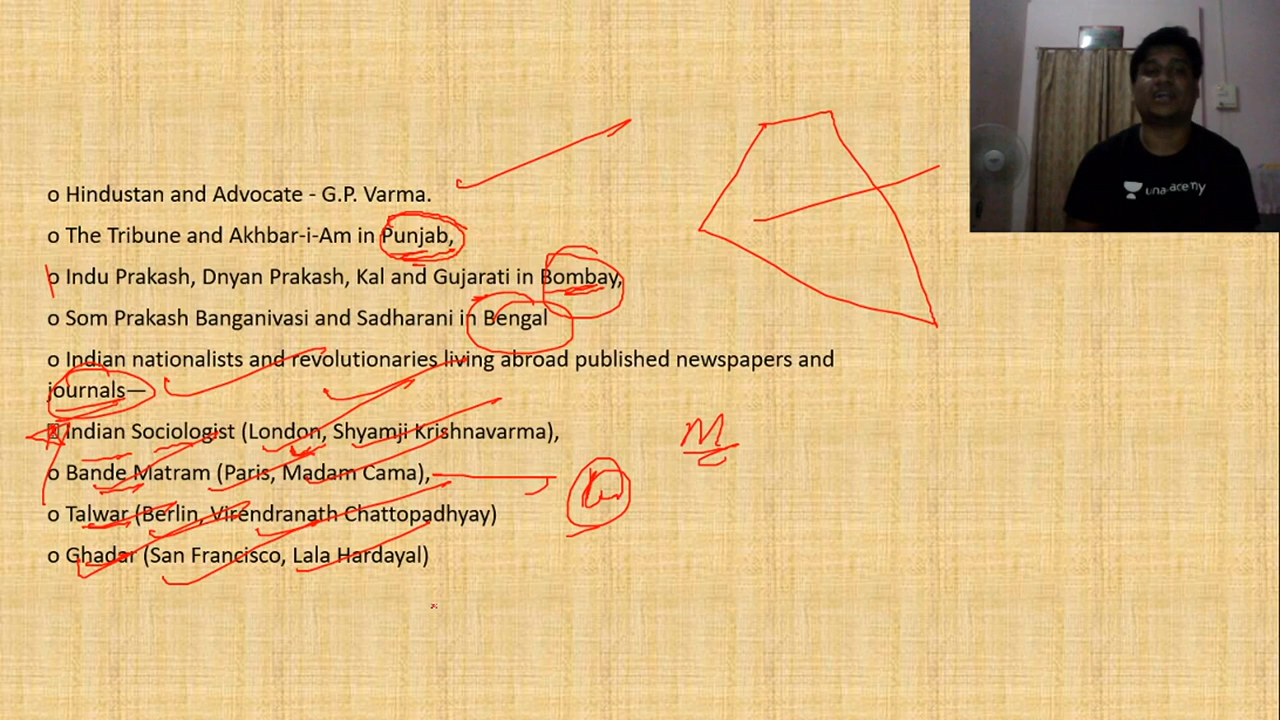 o Hindustan and Advocate - G.P. Varma.
o The Tribune and Akhbar-i-Am in Punjab,
o Indu Prakash, Dnyan Prakash, Kal and Gujarati in Bombay,
o Som Prakash Banganivasi and Sadharani in Bengal
o Indian nationalists and revolutionaries living abroad published newspapers and
journals—
Indian Sociologist (London, Shyamji Krishnavarma),
o Bande Matram (Paris, Madam Cama),
o Talwar (Berlin, Virendranath Chattopadhyay)
o Ghadar (San Francisco, Lala Hardayal)
M